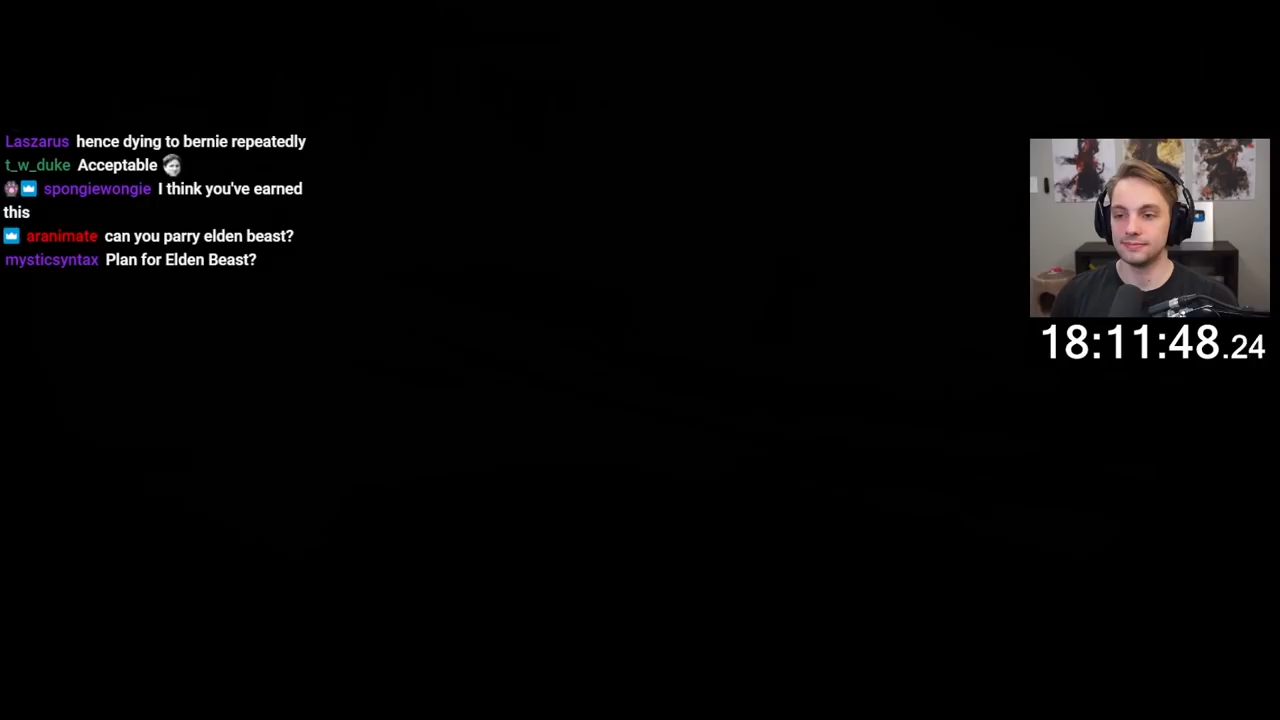 Laszarus hence dying to bernie repeatedly
t_w_duke Acceptable
spongiewongie I think you've earned
this
aranimate can you parry elden beast?
mysticsyntax Plan for Elden Beast?
18:11:48.24